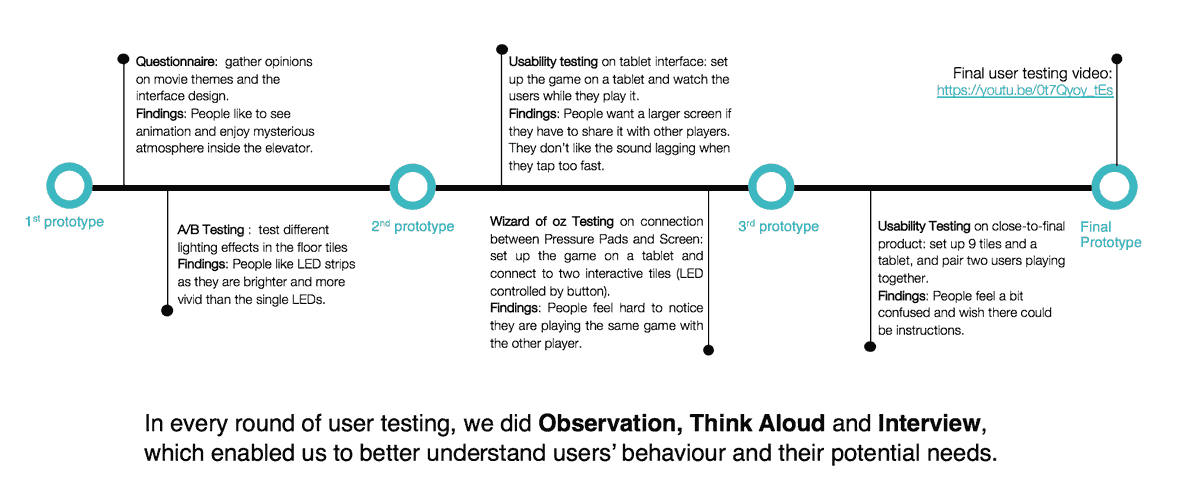 Questionnaire:  gather opinions
on movie themes and the
interface design.
Findings: People like to see
animation and enjoy mysterious
atmosphere inside the elevator.
Usability testing on tablet interface: set
up the game on a tablet and watch the
users while they play it.
Findings: People want a larger screen if
they have to share it with other players.
They don't like the sound lagging when
they tap too fast.
Final user testing video:
https://youtu.be/0t7Qyoy_tEs
1st prototype
2nd prototype
3rd prototype
Final
Prototype
A/B Testing :  test different
lighting effects in the floor tiles
Findings: People like LED strips
as they are brighter and more
vivid than the single LEDs.
Wizard of oz Testing on connection
between Pressure Pads and Screen:
set up the game on a tablet and
connect to two interactive tiles (LED
controlled by button).
Findings: People feel hard to notice
they are playing the same game with
the other player.
Usability Testing on close-to-final
product: set up 9 tiles and a
tablet, and pair two users playing
together.
Findings: People feel a bit
confused and wish there could
be instructions.
In every round of user testing, we did Observation, Think Aloud and Interview,
which enabled us to better understand users' behaviour and their potential needs.